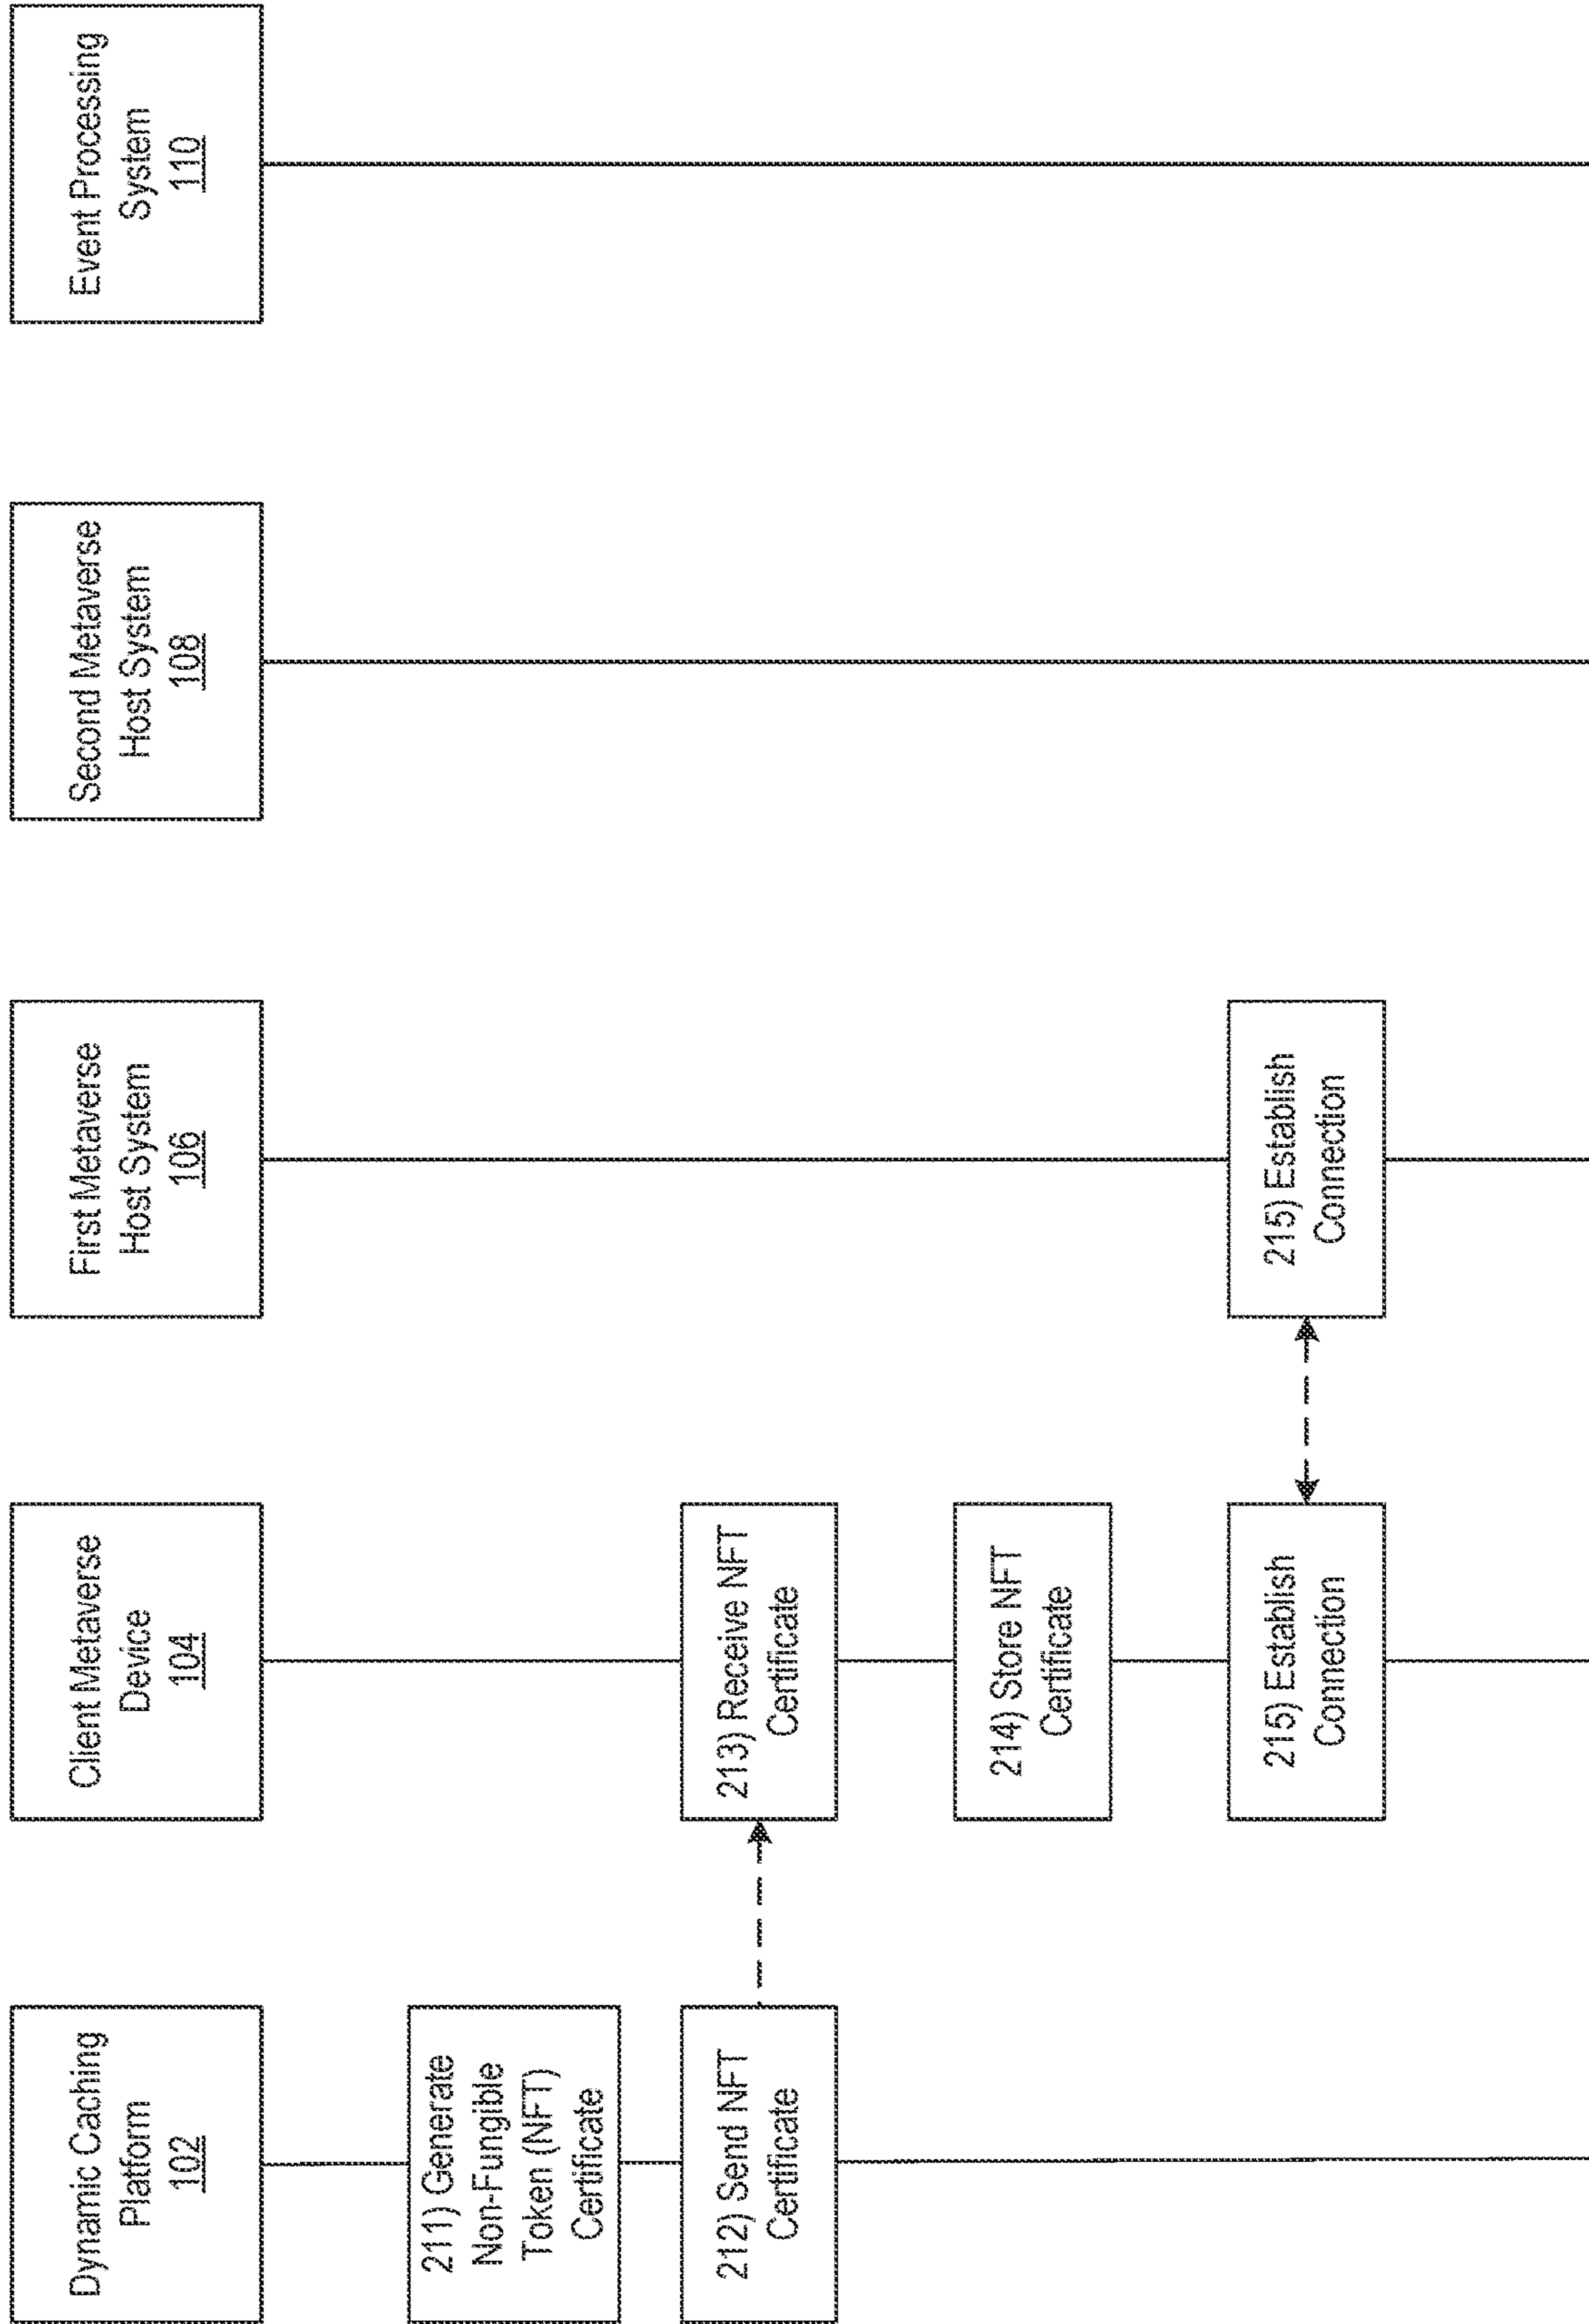 Dynamic Caching
Platform
102
Client Metaverse
Device
104
First Metaverse
Host System
106
Second Metaverse
Host System
108
Event Processing
System
110
211) Generate
Non-Fungible
Token (NFT)
Certificate
212) Send NFT
Certificate
213) Receive NFT
Certificate
214) Store NFT
Certificate
215) Establish
Connection
215) Establish
Connection